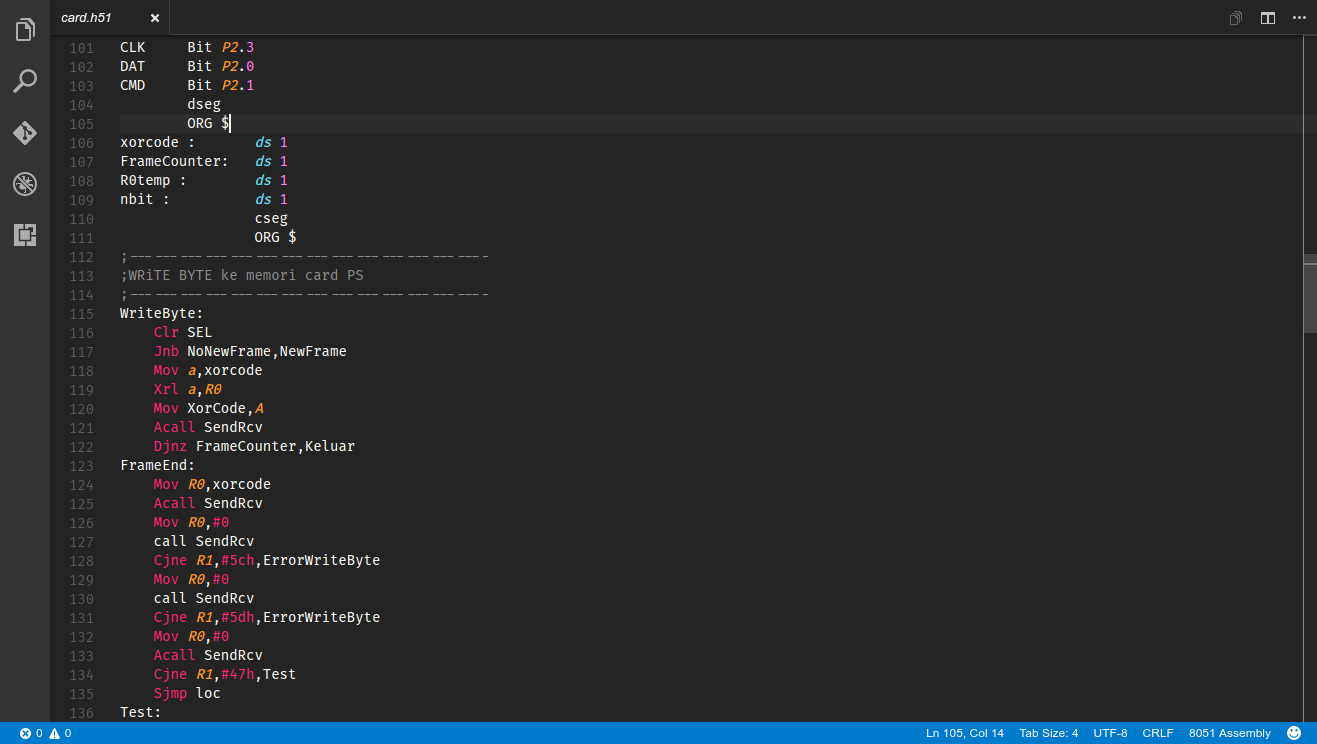 card.h51
101 CLK Bit P2.3
102 DAT Bit P2.0
103 CMD Bit P2.1
104 dseg
105 ORG $
106 xorcode : ds 1
107 FrameCounter: ds 1
108 R0temp : ds 1
109 nbit : ds 1
110 cseg
111 ORG $
112 ;--------------------------------------------
113 ;WRiTE BYTE ke memori card PS
114 ;--------------------------------------------
115 WriteByte:
116 Clr SEL
117 Jnb NoNewFrame,NewFrame
118 Mov a,xorcode
119 Xrl a,R0
120 Mov XorCode,A
121 Acall SendRcv
122 Djnz FrameCounter,Keluar
123 FrameEnd:
124 Mov R0,xorcode
125 Acall SendRcv
126 Mov R0,#0
127 call SendRcv
128 Cjne R1,#5ch,ErrorWriteByte
129 Mov R0,#0
130 call SendRcv
131 Cjne R1,#5dh,ErrorWriteByte
132 Mov R0,#0
133 Acall SendRcv
134 Cjne R1,#47h,Test
135 Sjmp loc
136 Test:
0 0 Ln 105, Col 14 Tab Size: 4 UTF-8 CRLF 8051 Assembly